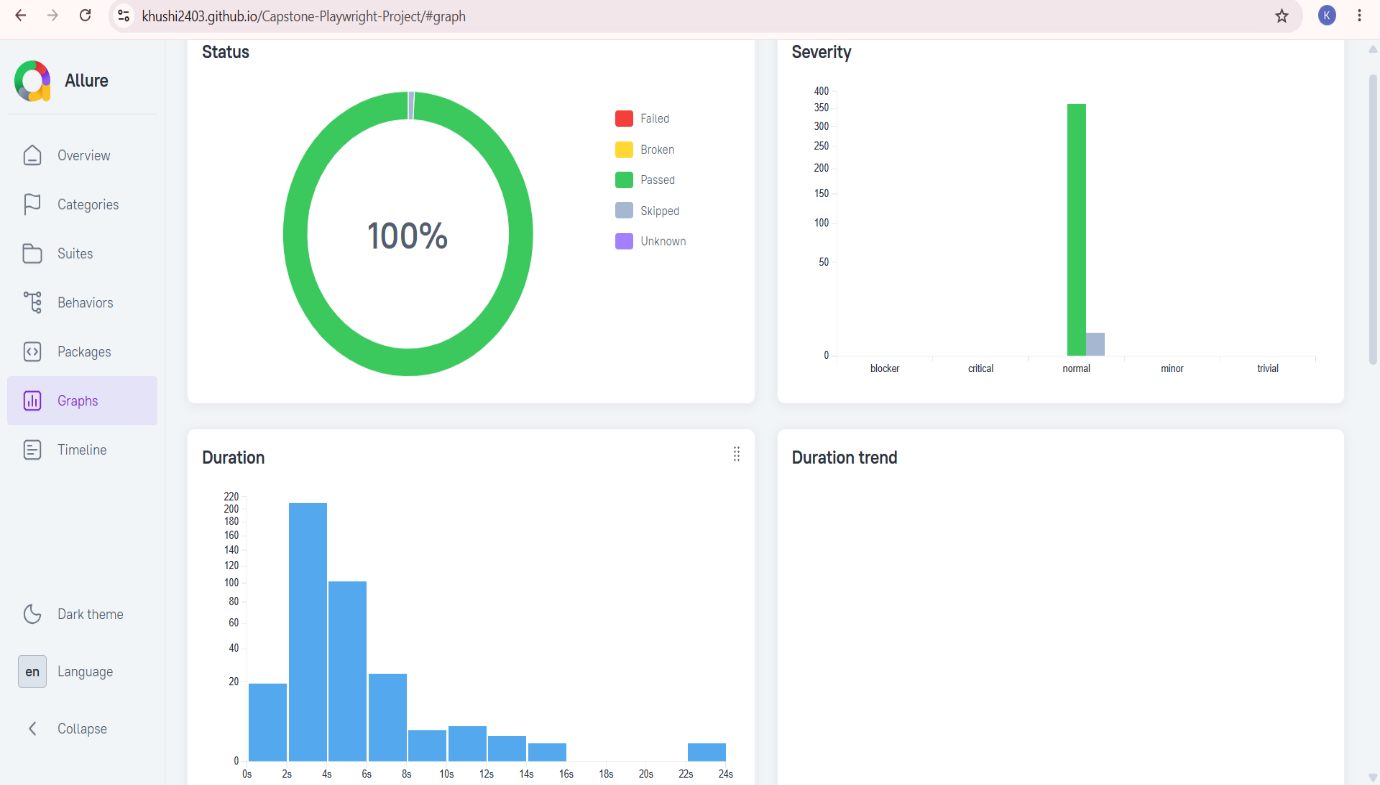 khushi2403.github.io/Capstone-Playwright-Project/#graph
K
Allure
Overview
Categories
Suites
Behaviors
Packages
Graphs
Timeline
Dark theme
en Language
Collapse
Status
100%
Failed
Broken
Passed
Skipped
Unknown
Severity
400
350
300
250
200
150
100
50
0
blocker critical normal minor trivial
Duration
220
200
180
160
140
120
100
80
60
40
20
0
0s 2s 4s 6s 8s 10s 12s 14s 16s 18s 20s 22s 24s
Duration trend